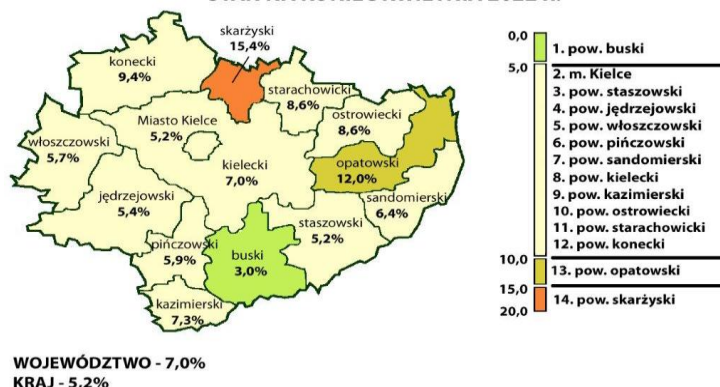 skarżyski
15,4%
konecki
9,4%
starachowicki
8,6%
Miasto Kielce
5,2%
ostrowiecki
8,6%
włoszczowski
5,7%
kielecki
7,0%
opatowski
12,0%
jędrzejowski
5,4%
sandomierski
6,4%
staszowski
5,2%
pińczowski
5,9%
buski
3,0%
kazimierski
7,3%
0,0
1. pow. buski
5,0
2. m. Kielce
3. pow. staszowski
4. pow. jędrzejowski
5. pow. włoszczowski
6. pow. pińczowski
7. pow. sandomierski
8. pow. kielecki
9. pow. kazimierski
10. pow. ostrowiecki
11. pow. starachowicki
12. pow. konecki
10,0
13. pow. opatowski
15,0
14. pow. skarżyski
20,0
WOJEWÓDZTWO - 7,0%
KRAJ - 5,2%